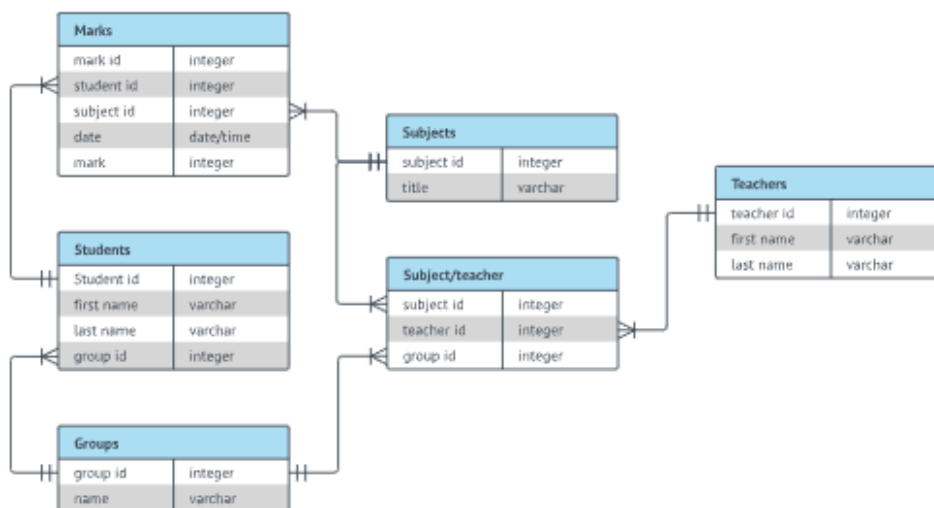 Marks
mark id integer
student id integer
subject id integer
date date/time
mark integer
Subjects
subject id integer
title varchar
Teachers
teacher id integer
first name varchar
last name varchar
Students
Student id integer
first name varchar
last name varchar
group id integer
Subject/teacher
subject id integer
teacher id integer
group id integer
Groups
group id integer
name varchar